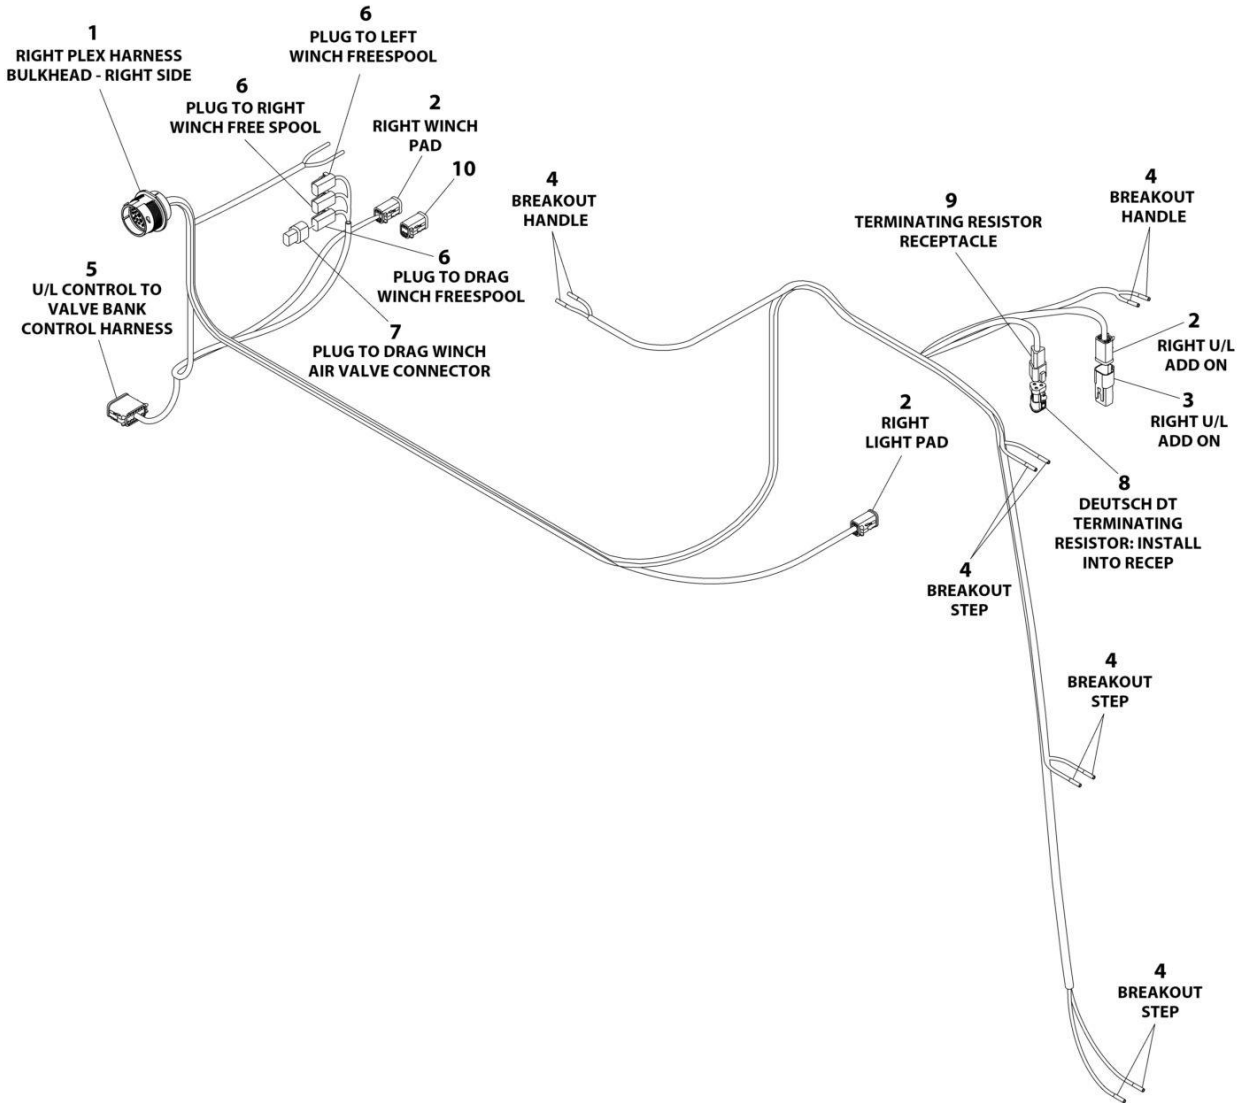 1
RIGHT PLEX HARNESS
BULKHEAD - RIGHT SIDE
6
PLUG TO LEFT
WINCH FREESPOOL
6
PLUG TO RIGHT
WINCH FREE SPOOL
2
RIGHT WINCH
PAD
10
4
BREAKOUT
HANDLE
9
TERMINATING RESISTOR
RECEPTACLE
4
BREAKOUT
HANDLE
5
U/L CONTROL TO
VALVE BANK
CONTROL HARNESS
6
PLUG TO DRAG
WINCH FREESPOOL
7
PLUG TO DRAG WINCH
AIR VALVE CONNECTOR
2
RIGHT U/L
ADD ON
3
RIGHT U/L
ADD ON
2
RIGHT
LIGHT PAD
8
DEUTSCH DT
TERMINATING
RESISTOR: INSTALL
INTO RECEP
4
BREAKOUT
STEP
4
BREAKOUT
STEP
4
BREAKOUT
STEP